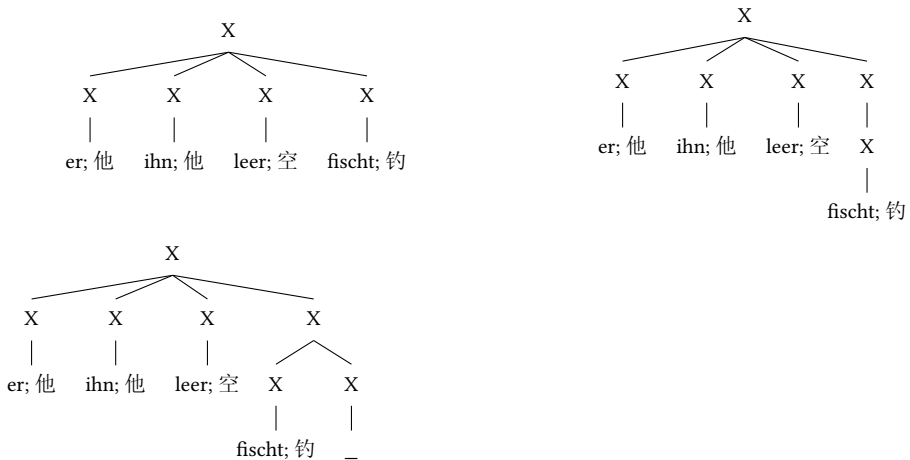 X
X X X X
er; 他 ihn; 他 leer; 空 fischt; 钓
X
X X X X
er; 他 ihn; 他 leer; 空 X
fischt; 钓
X
X X X X
er; 他 ihn; 他 leer; 空 X X
fischt; 钓 _